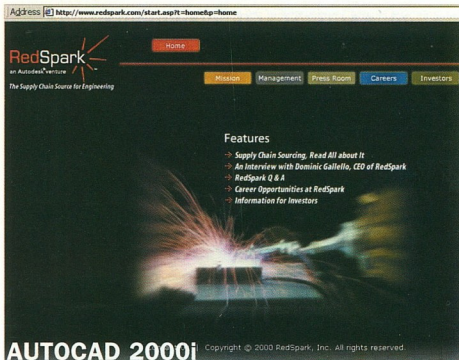 Address http://www.redspark.com/start.asp?t=home&p=home
RedSpark
an Autodesk venture
The Supply Chain Source for Engineering
Home
Mission
Management
Press Room
Careers
Investors
Features
Supply Chain Sourcing, Read All about It
An Interview with Dominic Gallello, CEO of RedSpark
RedSpark Q & A
Career Opportunities at RedSpark
Information for Investors
AUTOCAD 2000i
| Copyright © 2000 RedSpark, Inc. All rights reserved.